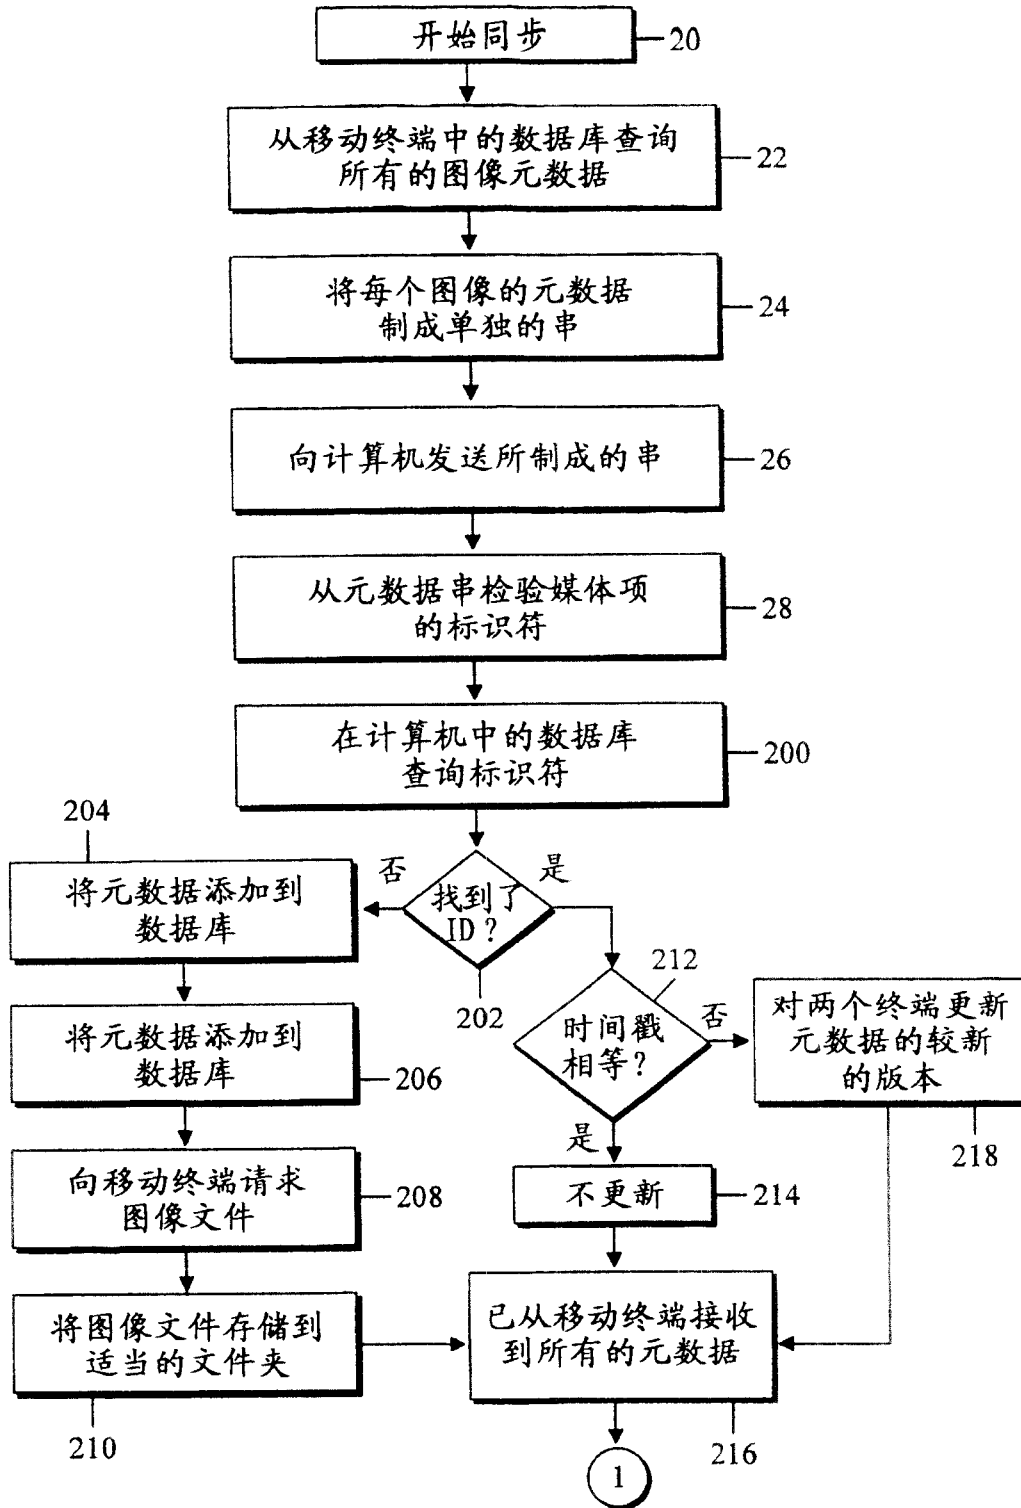 开始同步
20
从移动终端中的数据库查询
所有的图像元数据
22
将每个图像的元数据
制成单独的串
24
向计算机发送所制成的串
26
从元数据串检验媒体项
的标识符
28
在计算机中的数据库
查询标识符
200
204
否
是
将元数据添加到
数据库
找到了
ID？
202
212
将元数据添加到
数据库
206
时间戳
相等？
否
是
对两个终端更新
元数据的较新
的版本
218
向移动终端请求
图像文件
208
不更新
214
将图像文件存储到
适当的文件夹
210
已从移动终端接收
到所有的元数据
216
1